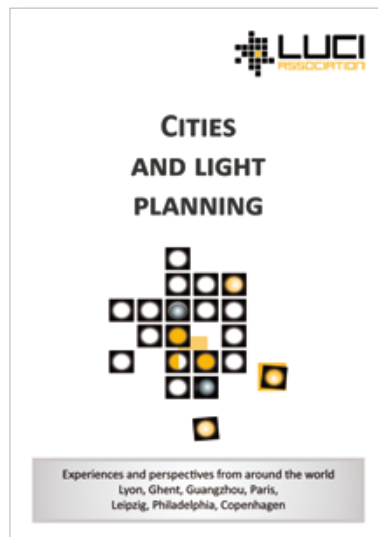 LUCI
ASSOCIATION
CITIES
AND LIGHT
PLANNING
Experiences and perspectives from around the world
Lyon, Ghent, Guangzhou, Paris,
Leipzig, Philadelphia, Copenhagen